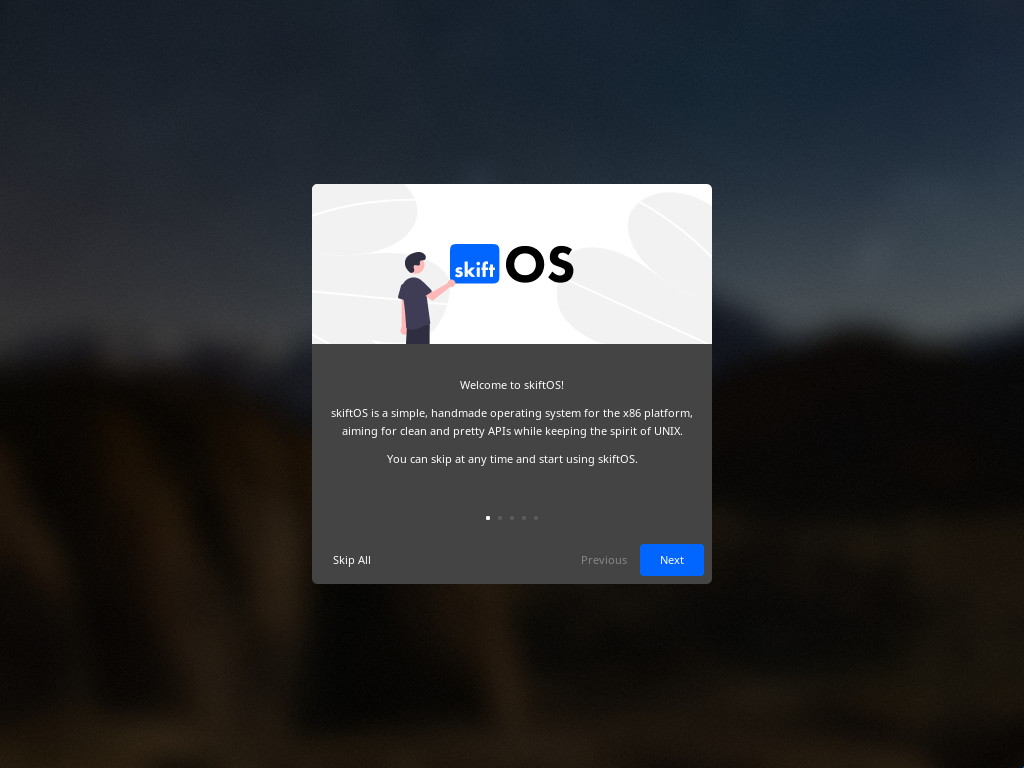 skift OS
Welcome to skiftOS!
skiftOS is a simple, handmade operating system for the x86 platform,
aiming for clean and pretty APIs while keeping the spirit of UNIX.
You can skip at any time and start using skiftOS.
Skip All Previous Next